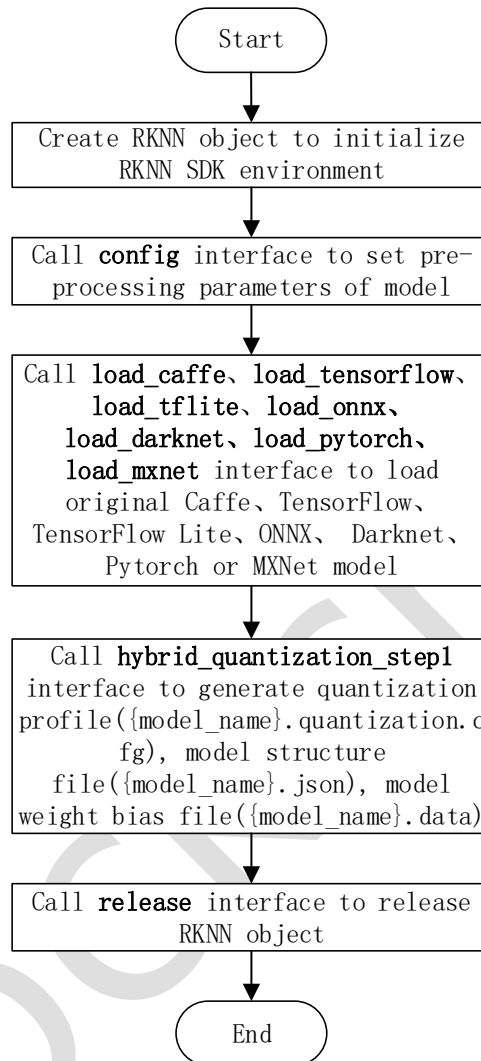 Start
Create RKNN object to initialize
RKNN SDK environment
Call config interface to set pre-
processing parameters of model
Call load_caffe、load_tensorflow、
load_tflite、load_onnx、
load_darknet、load_pytorch、
load_mxnet interface to load
original Caffe、TensorFlow、
TensorFlow Lite、ONNX、 Darknet、
Pytorch or MXNet model
Call hybrid_quantization_step1
interface to generate quantization
profile({model_name}.quantization.c
fg), model structure
file({model_name}.json), model
weight bias file({model_name}.data)
Call release interface to release
RKNN object
End